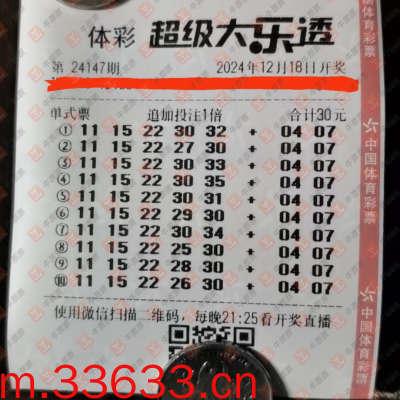 体彩 超级大乐透
第 24147期 2024年12月18日开奖
单式票 追加投注1倍 合计30元
① 11 15 22 30 32 + 04 07
② 11 15 22 27 30 + 04 07
③ 11 15 22 30 33 + 04 07
④ 11 15 22 30 35 + 04 07
⑤ 11 15 22 30 31 + 04 07
⑥ 11 15 22 29 30 + 04 07
⑦ 11 15 22 30 34 + 04 07
⑧ 11 15 22 25 30 + 04 07
⑨ 11 15 22 28 30 + 04 07
⑩ 11 15 22 26 30 + 04 07
使用微信扫描二维码，每晚21:25看开奖直播
中国体育彩票
中国体育彩票
m.33633.cn